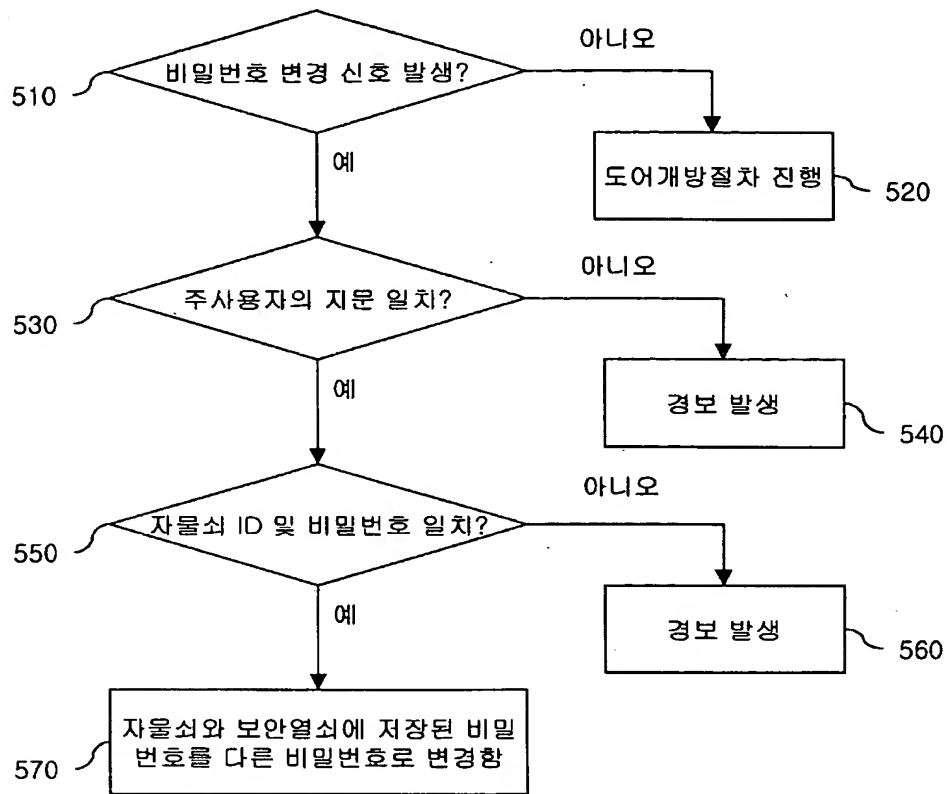 아니오
비밀번호 변경 신호 발생?
510
예
도어개방절차 진행
520
아니오
주사용자의 지문 일치?
530
예
경보 발생
540
아니오
자물쇠 ID 및 비밀번호 일치?
550
예
경보 발생
560
자물쇠와 보안열쇠에 저장된 비밀
번호를 다른 비밀번호로 변경함
570